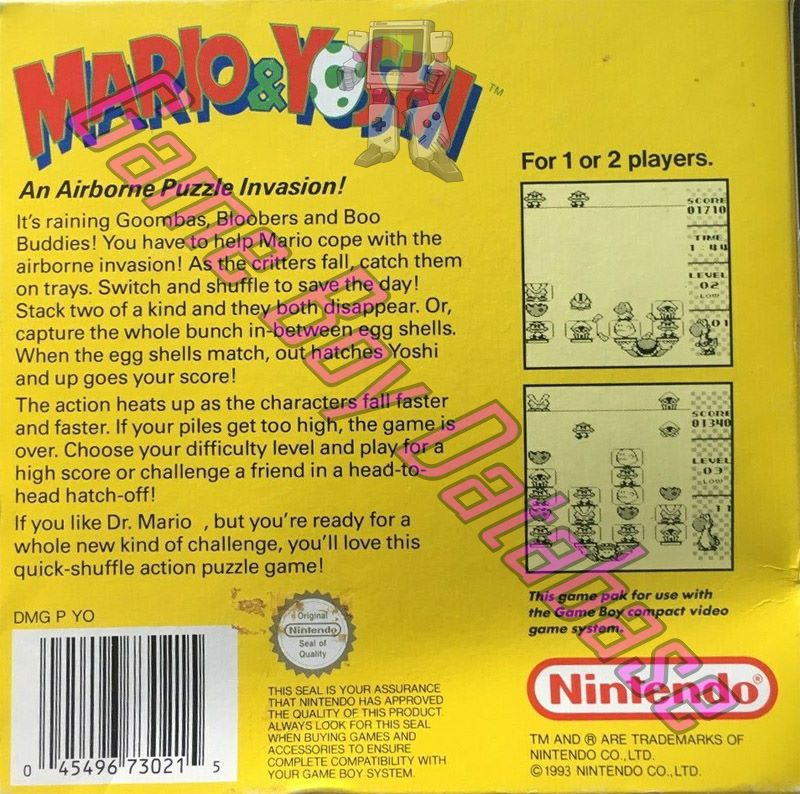 MARIO & YOSHI ™
An Airborne Puzzle Invasion!
It's raining Goombas, Bloobers and Boo
Buddies! You have to help Mario cope with the
airborne invasion! As the critters fall, catch them
on trays. Switch and shuffle to save the day!
Stack two of a kind and they both disappear. Or,
capture the whole bunch in-between egg shells.
When the egg shells match, out hatches Yoshi
and up goes your score!
The action heats up as the characters fall faster
and faster. If your piles get too high, the game is
over. Choose your difficulty level and play for a
high score or challenge a friend in a head-to-
head hatch-off!
If you like Dr. Mario , but you're ready for a
whole new kind of challenge, you'll love this
quick-shuffle action puzzle game!
DMG P YO
0 45496 73021 5
Original
Nintendo
Seal of
Quality
THIS SEAL IS YOUR ASSURANCE
THAT NINTENDO HAS APPROVED
THE QUALITY OF THIS PRODUCT.
ALWAYS LOOK FOR THIS SEAL
WHEN BUYING GAMES AND
ACCESSORIES TO ENSURE
COMPLETE COMPATIBILITY WITH
YOUR GAME BOY SYSTEM.
For 1 or 2 players.
SCORE
01710
TIME
1:44
LEVEL
02
LOW
01
SCORE
01340
LEVEL
03
LOW
11
This game pak for use with
the Game Boy compact video
game system.
Nintendo®
TM AND ® ARE TRADEMARKS OF
NINTENDO CO., LTD.
© 1993 NINTENDO CO., LTD.
Game Boy Database